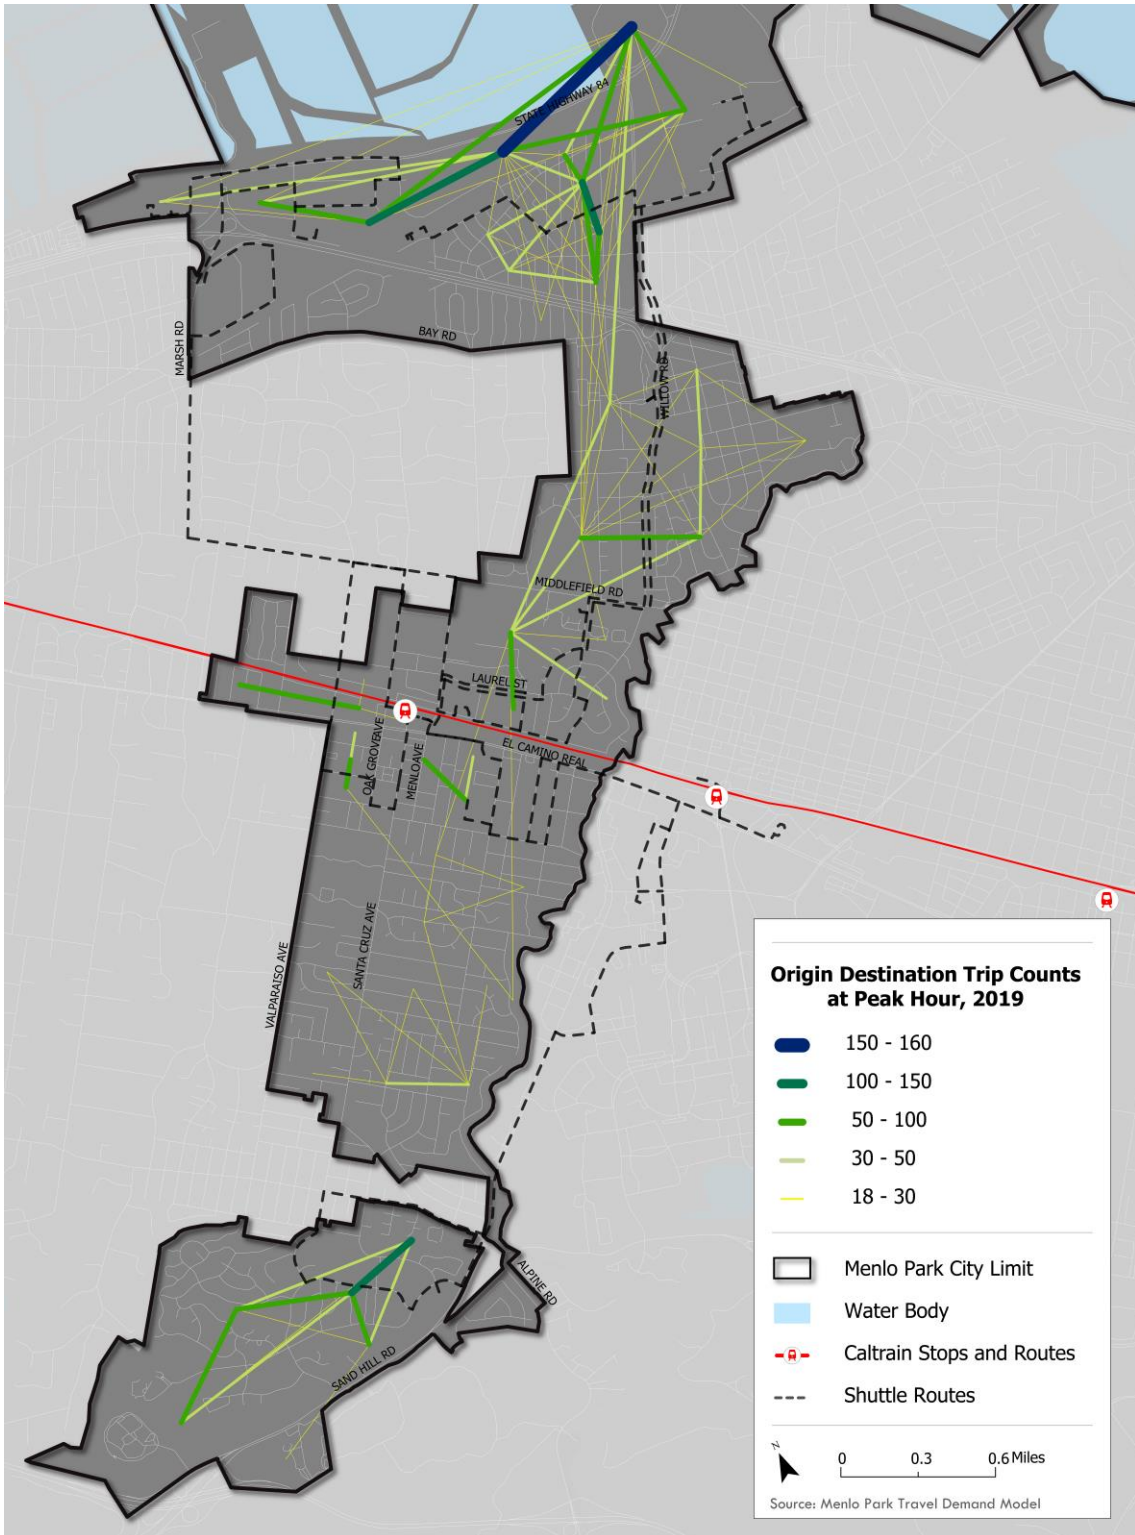 STATE HIGHWAY 84
BAY RD
MARSH RD
WILLOW RD
MIDDLEFIELD RD
LAUREL ST
EL CAMINO REAL
OAK GROVE AVE
MENLO AVE
SANTA CRUZ AVE
VALPARAISO AVE
ALPINE RD
SAND HILL RD
Origin Destination Trip Counts
at Peak Hour, 2019
150 - 160
100 - 150
50 - 100
30 - 50
18 - 30
Menlo Park City Limit
Water Body
Caltrain Stops and Routes
Shuttle Routes
N
0 0.3 0.6 Miles
Source: Menlo Park Travel Demand Model